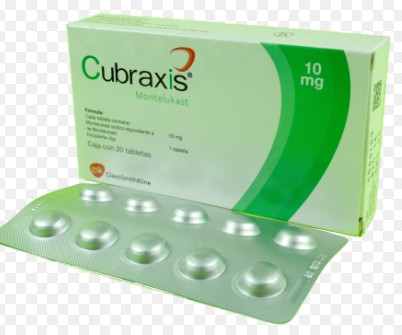 Cubraxis®
Montelukast
10
mg
Fórmula
Cada tableta contiene
Montelukast sódico equivalente a 10 mg
de Montelukast
Excipiente cbp 1 tableta
Caja con 20 tabletas
gsk GlaxoSmithKline